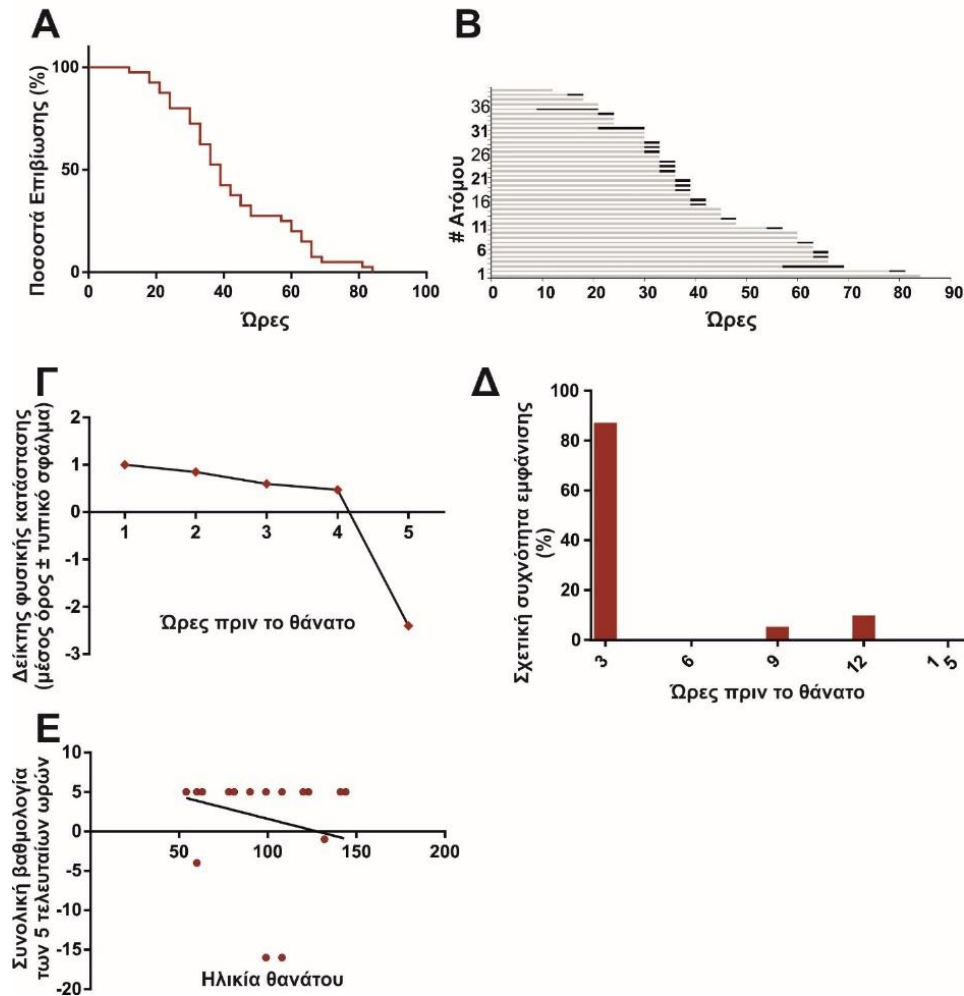 Α
Ποσοστά Επιβίωσης (%)
100
50
0
0 20 40 60 80 100
Ώρες
Β
# Ατόμου
36
31
26
21
16
11
6
1
0 10 20 30 40 50 60 70 80 90
Ώρες
Γ
Δείκτης φυσικής κατάστασης
(μέσος όρος ± τυπικό σφάλμα)
2
1
0
-1
-2
-3
1 2 3 4 5
Ώρες πριν το θάνατο
Δ
Σχετική συχνότητα εμφάνισης
(%)
100
80
60
40
20
0
3 6 9 12 1 5
Ώρες πριν το θάνατο
Ε
Συνολική βαθμολογία
των 5 τελευταίων ωρών
10
5
0
-5
-10
-15
-20
50 100 150 200
Ηλικία θανάτου